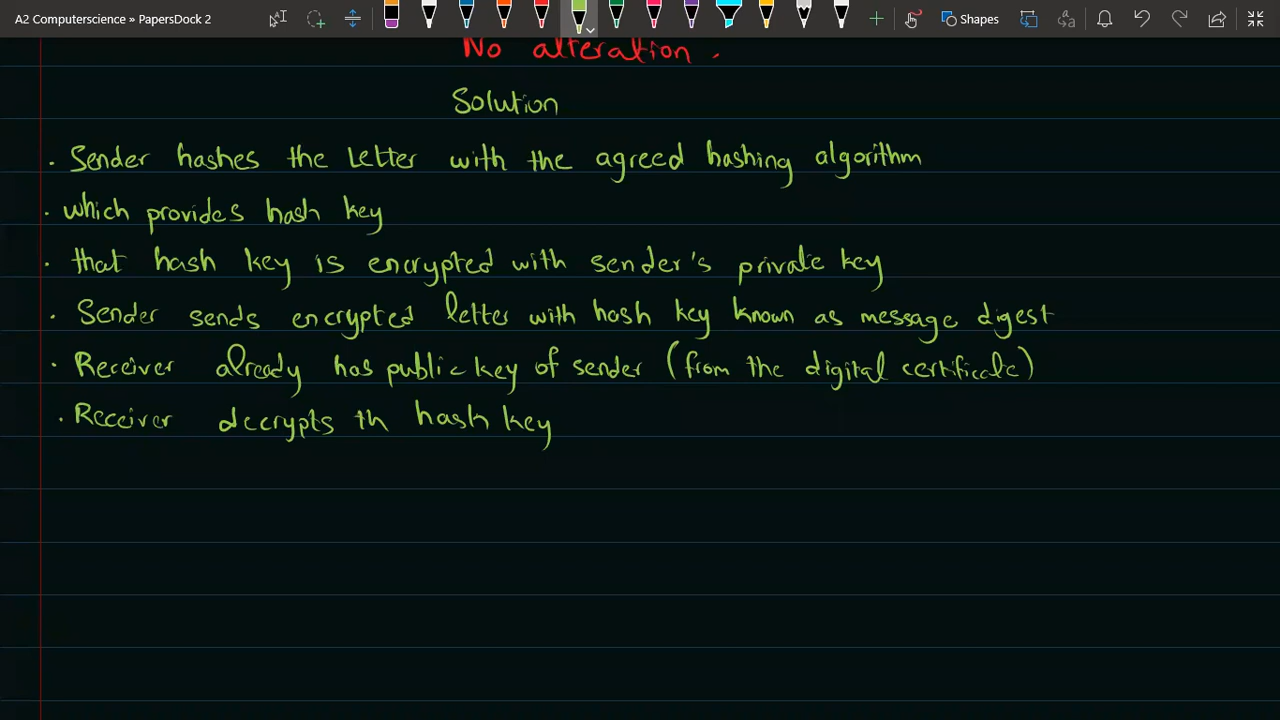 A2 Computerscience » PapersDock 2
Shapes
No alteration.
Solution
. Sender hashes the Letter with the agreed hashing algorithm
. which provides hash key
. that hash key is encrypted with sender's private key
. Sender sends encrypted letter with hash key known as message digest
. Receiver already has public key of sender (from the digital certificate)
. Receiver decrypts th hash key